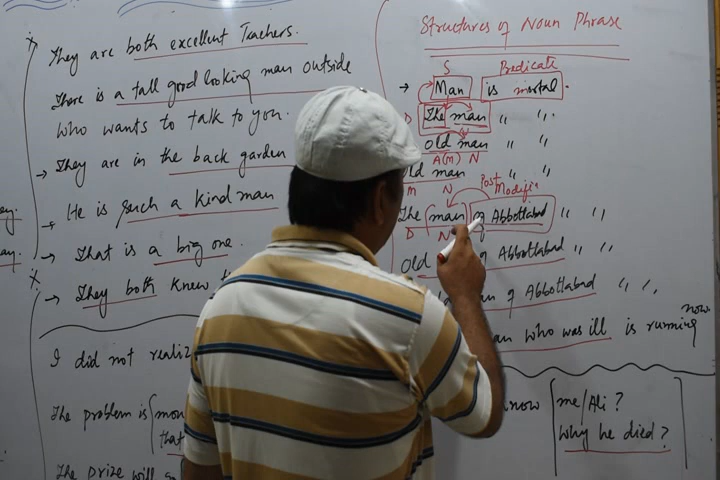 They are both excellent Teachers.
There is a tall good looking man outside
who wants to talk to you.
→ They are in the back garden
→ He is such a kind man
→ That is a big one.
→ They both knew
I did not realiz
The problem is
that
The prize will
Structures of Noun Phrase
S Predicate
→ Man is mortal.
D The man " ".
old man " "
A(M) N
Old man " "
M N
Post Modifi
The man of Abbottabad " "
D N
Old of Abbottabad " "
of Abbottabad " "
who was ill is running now
now me/Ali?
Why he died?